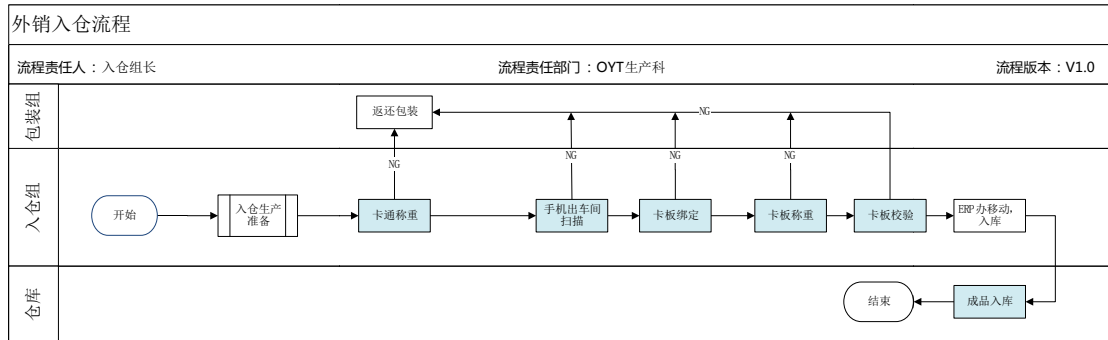 外销入仓流程
流程责任人：入仓组长
流程责任部门：OYT生产科
流程版本：V1.0
包装组
返还包装
NG
NG
NG
NG
NG
入仓组
开始
入仓生产
准备
卡通称重
手机出车间
扫描
卡板绑定
卡板称重
卡板校验
ERP办移动,
入库
仓库
结束
成品入库